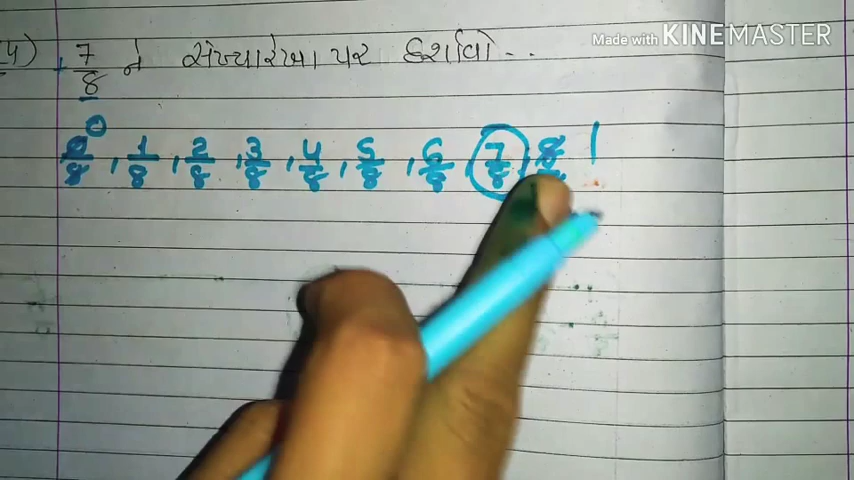 Made with KINEMASTER
4) 7/8 ને સંખ્યારેખા પર દર્શાવો...
0
0/8, 1/8, 2/8, 3/8, 4/8, 5/8, 6/8, 7/8 8/8 1